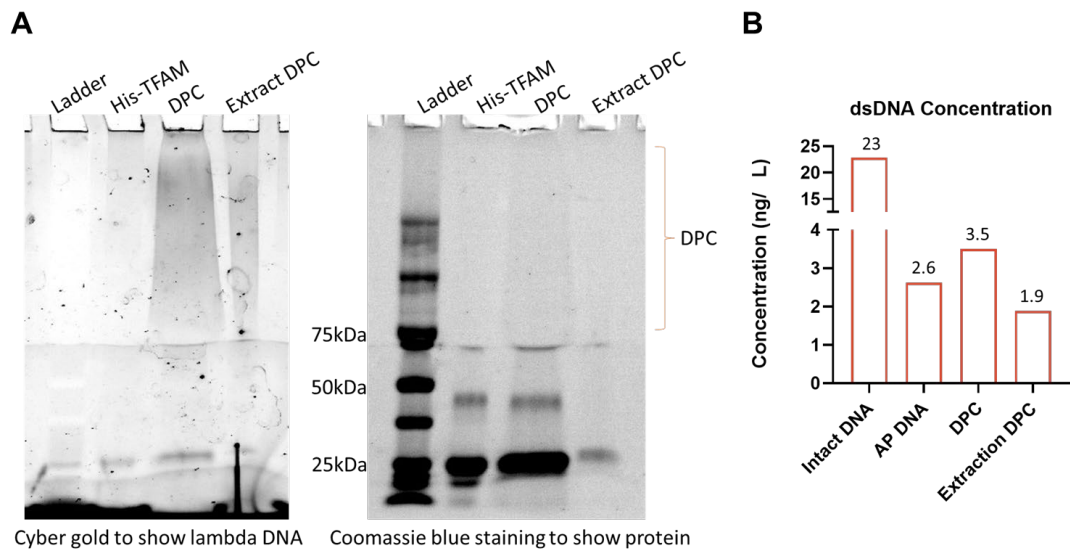 A
Ladder
His-TFAM
DPC
Extract DPC
Ladder
His-TFAM
DPC
Extract DPC
DPC
75kDa
50kDa
25kDa
Cyber gold to show lambda DNA
Coomassie blue staining to show protein
B
dsDNA Concentration
Concentration (ng/ L)
25
20
15
4
3
2
1
0
23
2.6
3.5
1.9
Intact DNA
AP DNA
DPC
Extraction DPC